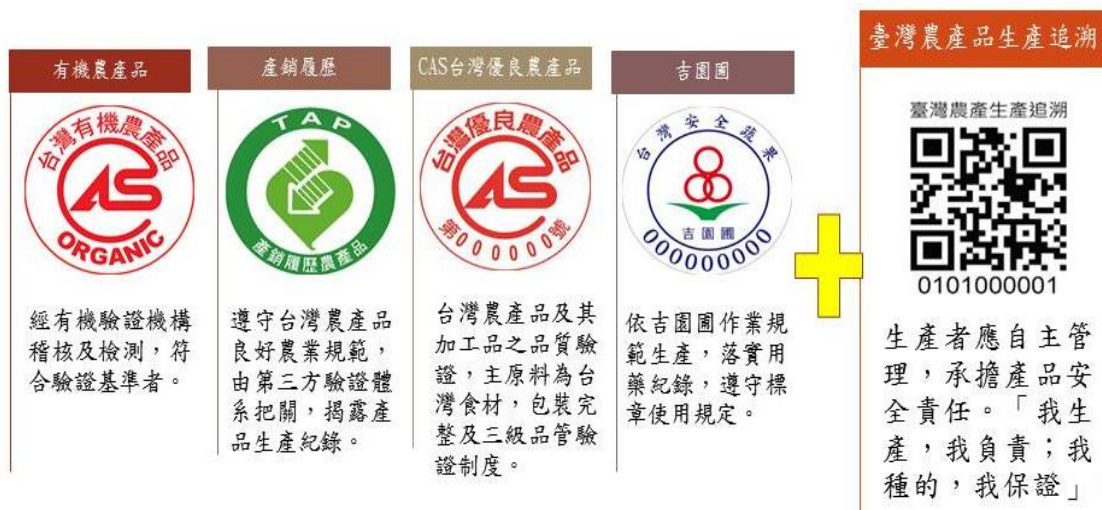 有機農產品
台灣有機農產品
CAS
ORGANIC
經有機驗證機構
稽核及檢測，符
合驗證基準者。
產銷履歷
TAP
產銷履歷農產品
遵守台灣農產品
良好農業規範，
由第三方驗證體
系把關，揭露產
品生產紀錄。
CAS台灣優良農產品
台灣優良農產品
CAS
第000000號
台灣農產品及其
加工品之品質驗
證，主原料為台
灣食材，包裝完
整及三級品管驗
證制度。
吉園圃
台灣安全蔬果
吉園圃
000000000
依吉園圃作業規
範生產，落實用
藥紀錄，遵守標
章使用規定。
臺灣農產品生產追溯
臺灣農產生產追溯
0101000001
生產者應自主管
理，承擔產品安
全責任。「我生
產，我負責；我
種的，我保證」